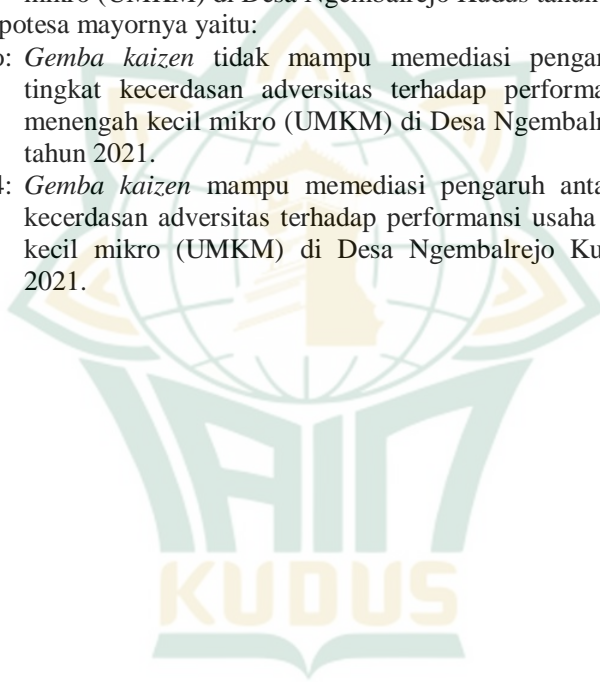 mikro (UMKM) di Desa Ngembalrejo Kudus tahun
potesa mayornya yaitu:
o: Gemba kaizen tidak mampu memediasi pengar
tingkat kecerdasan adversitas terhadap performa
menengah kecil mikro (UMKM) di Desa Ngembalr
tahun 2021.
4: Gemba kaizen mampu memediasi pengaruh anta
kecerdasan adversitas terhadap performansi usaha
kecil mikro (UMKM) di Desa Ngembalrejo Ku
2021.
IAIN
KUDUS